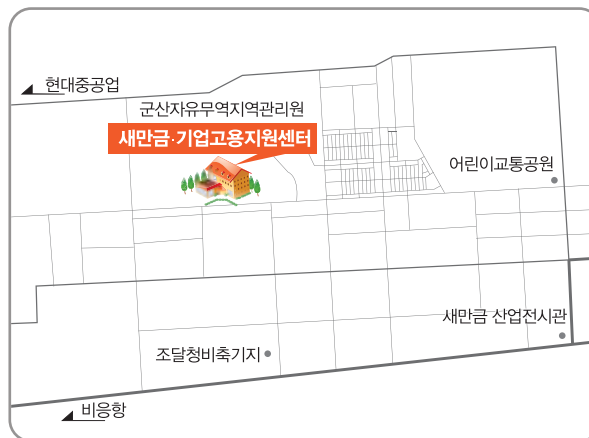 현대중공업
군산자유무역지역관리원
새만금·기업고용지원센터
어린이교통공원
새만금 산업전시관
조달청비축기지
비응항